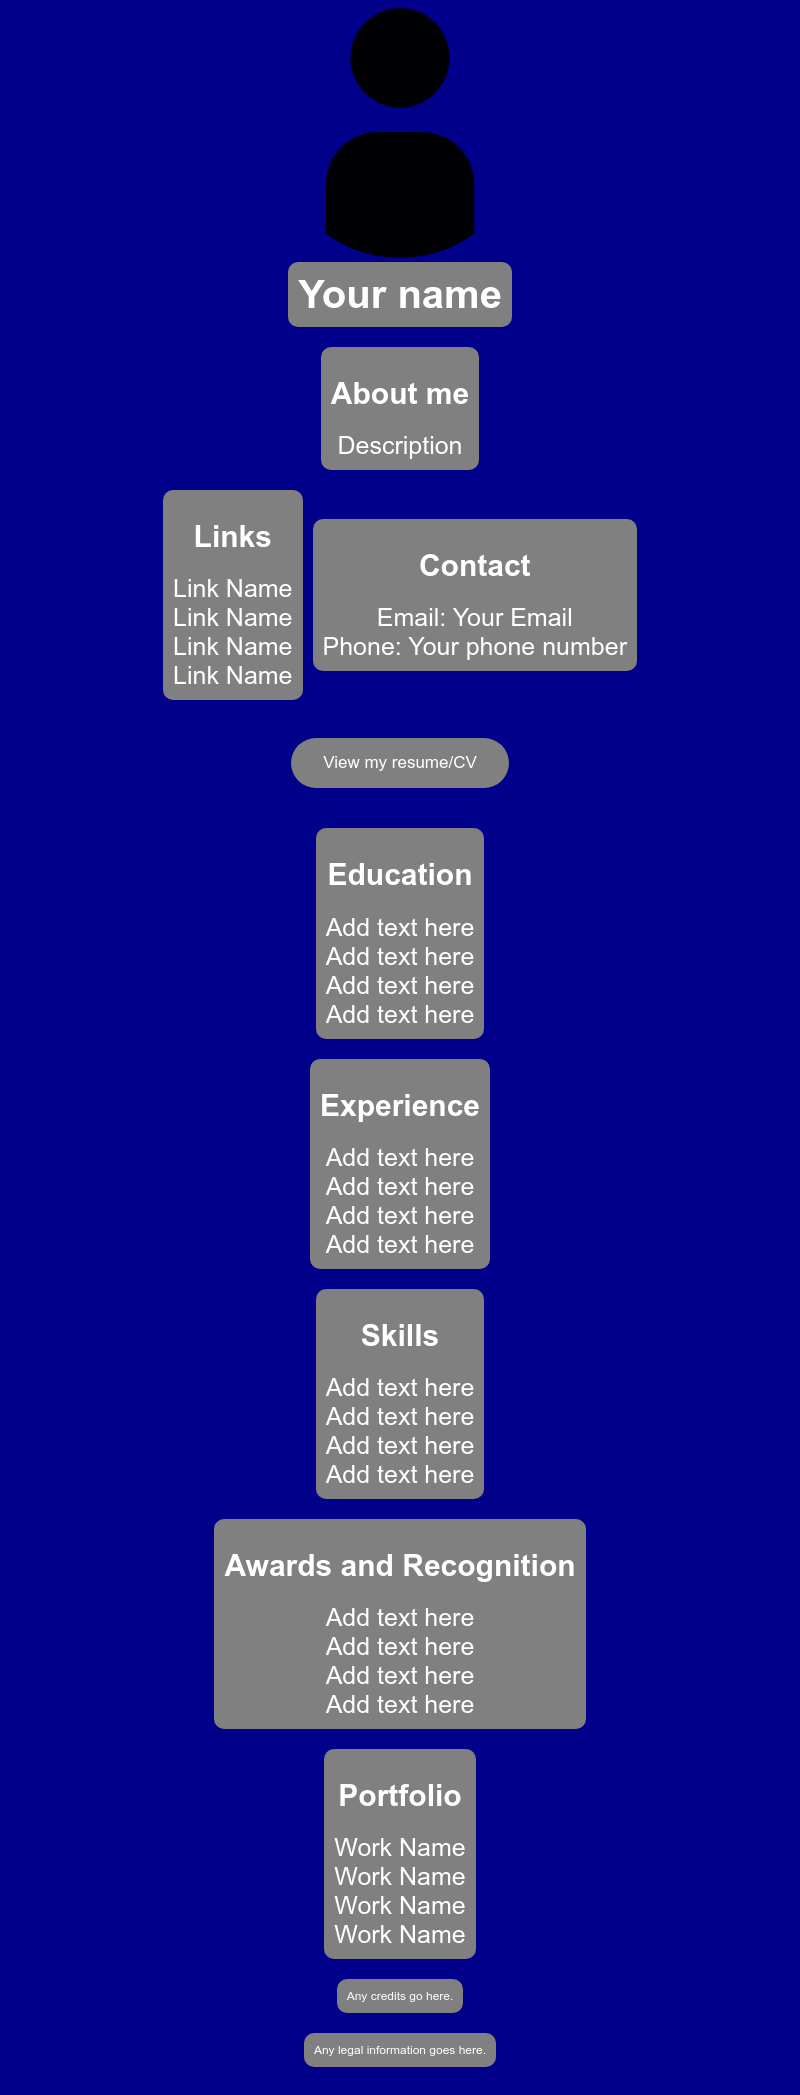 Your name
About me
Description
Links
Link Name
Link Name
Link Name
Link Name
Contact
Email: Your Email
Phone: Your phone number
View my resume/CV
Education
Add text here
Add text here
Add text here
Add text here
Experience
Add text here
Add text here
Add text here
Add text here
Skills
Add text here
Add text here
Add text here
Add text here
Awards and Recognition
Add text here
Add text here
Add text here
Add text here
Portfolio
Work Name
Work Name
Work Name
Work Name
Any credits go here.
Any legal information goes here.